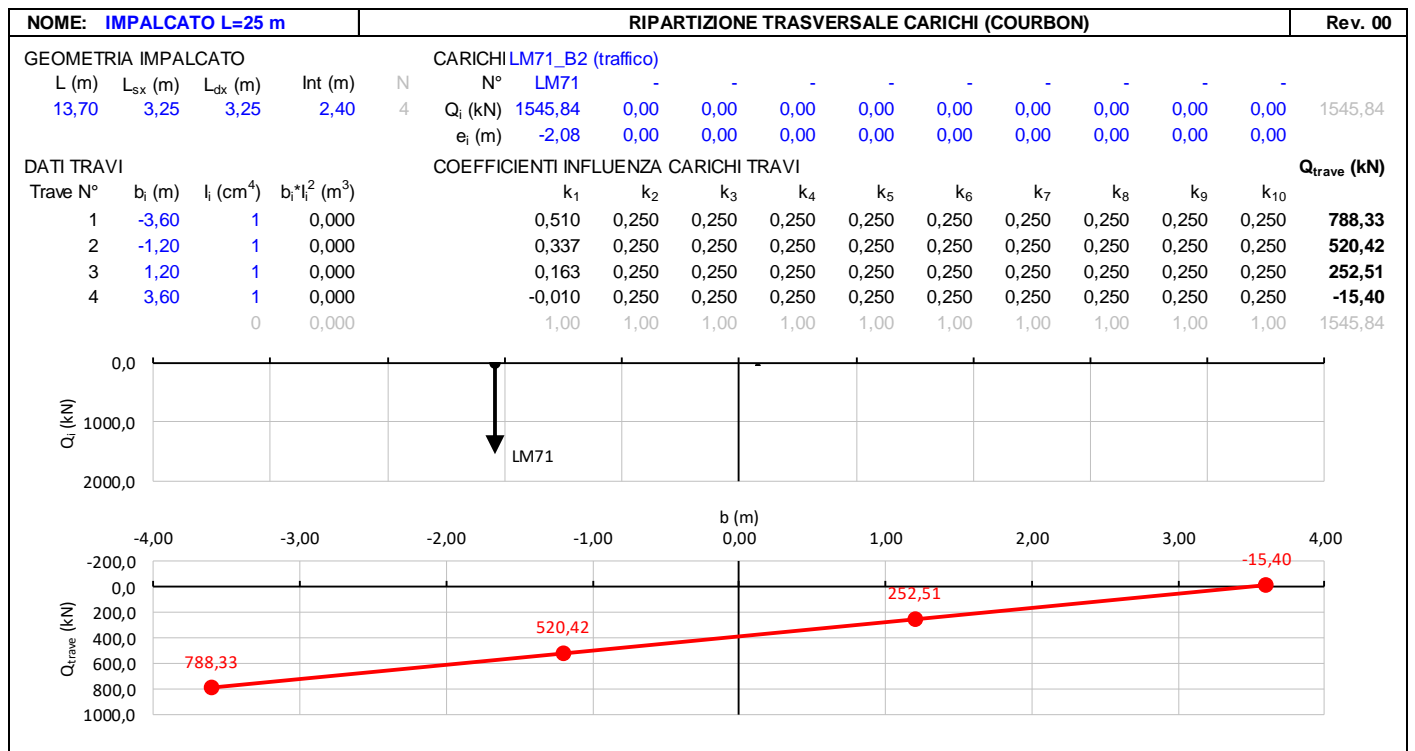 NOME: IMPALCATO L=25 m RIPARTIZIONE TRASVERSALE CARICHI (COURBON) Rev. 00
GEOMETRIA IMPALCATO CARICHI LM71_B2 (traffico)
L (m) Lsx (m) Ldx (m) Int (m) N N° LM71 - - - - - - - - -
13,70 3,25 3,25 2,40 4 Qi (kN) 1545,84 0,00 0,00 0,00 0,00 0,00 0,00 0,00 0,00 0,00 1545,84
ei (m) -2,08 0,00 0,00 0,00 0,00 0,00 0,00 0,00 0,00 0,00
DATI TRAVI COEFFICIENTI INFLUENZA CARICHI TRAVI Qtrave (kN)
Trave N° bi (m) Ii (cm4) bi*Ii2 (m3) k1 k2 k3 k4 k5 k6 k7 k8 k9 k10
1 -3,60 1 0,000 0,510 0,250 0,250 0,250 0,250 0,250 0,250 0,250 0,250 0,250 788,33
2 -1,20 1 0,000 0,337 0,250 0,250 0,250 0,250 0,250 0,250 0,250 0,250 0,250 520,42
3 1,20 1 0,000 0,163 0,250 0,250 0,250 0,250 0,250 0,250 0,250 0,250 0,250 252,51
4 3,60 1 0,000 -0,010 0,250 0,250 0,250 0,250 0,250 0,250 0,250 0,250 0,250 -15,40
0 0,000 1,00 1,00 1,00 1,00 1,00 1,00 1,00 1,00 1,00 1,00 1545,84
0,0
1000,0
2000,0
Qi (kN)
LM71
b (m)
-4,00 -3,00 -2,00 -1,00 0,00 1,00 2,00 3,00 4,00
-200,0
0,0
200,0
400,0
600,0
800,0
1000,0
Qtrave (kN)
788,33
520,42
252,51
-15,40